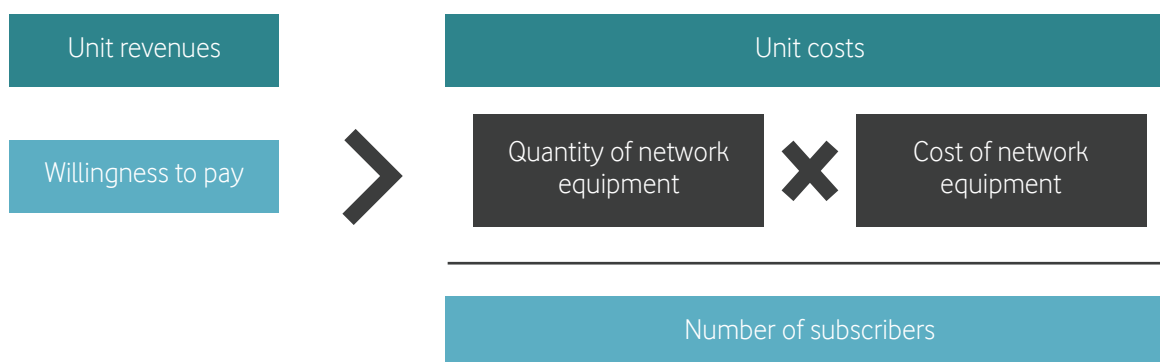 Unit revenues
Unit costs
Willingness to pay
Quantity of network
equipment
Cost of network
equipment
Number of subscribers